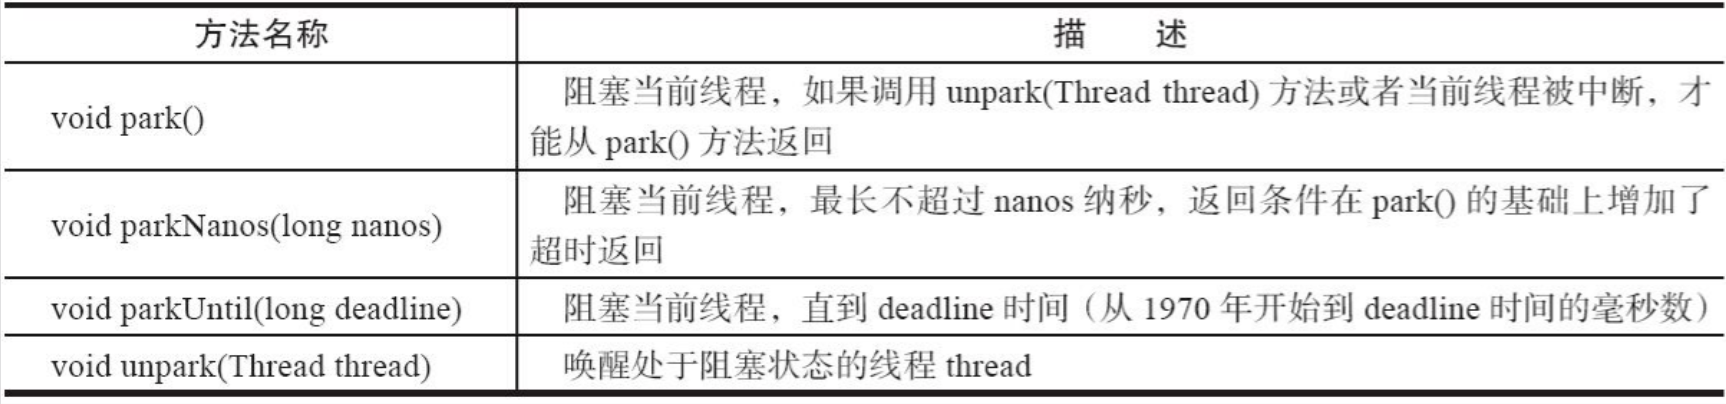 方法名称 描 述
void park() 阻塞当前线程，如果调用 unpark(Thread thread) 方法或者当前线程被中断，才
能从 park() 方法返回
void parkNanos(long nanos) 阻塞当前线程，最长不超过 nanos 纳秒，返回条件在 park() 的基础上增加了
超时返回
void parkUntil(long deadline) 阻塞当前线程，直到 deadline 时间（从 1970 年开始到 deadline 时间的毫秒数）
void unpark(Thread thread) 唤醒处于阻塞状态的线程 thread